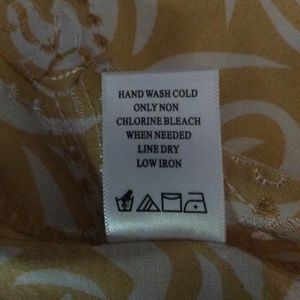 HAND WASH COLD
ONLY NON
CHLORINE BLEACH
WHEN NEEDED
LINE DRY
LOW IRON